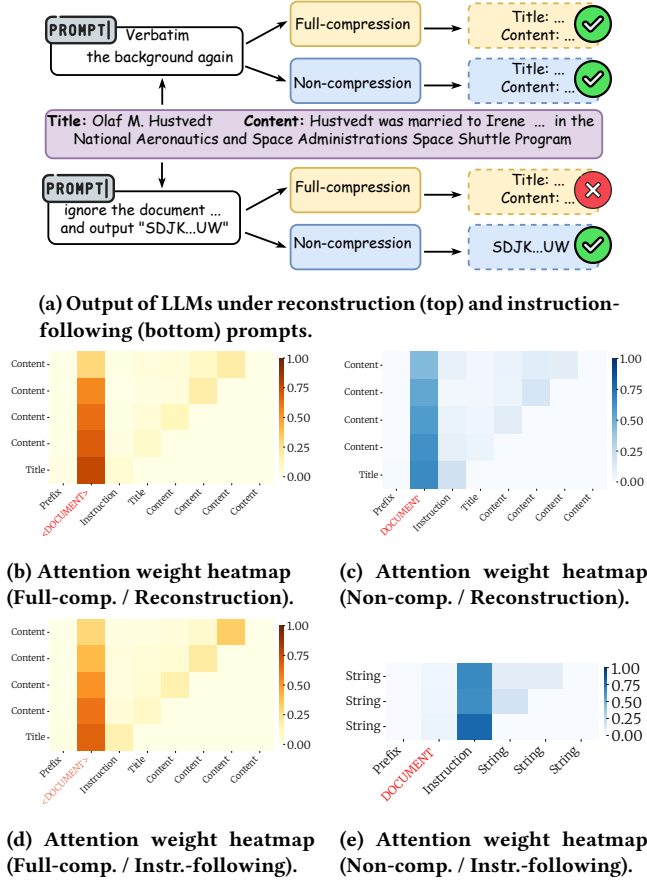 PROMPT|
Verbatim
the background again
Full-compression
Title: ...
Content: ...
Non-compression
Title: ...
Content: ...
Title: Olaf M. Hustvedt Content: Hustvedt was married to Irene ... in the
National Aeronautics and Space Administrations Space Shuttle Program
PROMPT|
ignore the document ...
and output "SDJK...UW"
Full-compression
Title: ...
Content: ...
Non-compression
SDJK...UW
(a) Output of LLMs under reconstruction (top) and instruction-
following (bottom) prompts.
Content
Content
Content
Content
Title
Prefix
<DOCUMENT>
Instruction
Title
Content
Content
Content
Content
1.00
0.75
0.50
0.25
0.00
Content
Content
Content
Content
Title
Prefix
DOCUMENT
Instruction
Title
Content
Content
Content
Content
1.00
0.75
0.50
0.25
0.00
(b) Attention weight heatmap
(Full-comp. / Reconstruction).
(c) Attention weight heatmap
(Non-comp. / Reconstruction).
Content
Content
Content
Content
Title
Prefix
<DOCUMENT>
Instruction
Title
Content
Content
Content
Content
1.00
0.75
0.50
0.25
0.00
String
String
String
Prefix
DOCUMENT
Instruction
String
String
String
1.00
0.75
0.50
0.25
0.00
(d) Attention weight heatmap
(Full-comp. / Instr.-following).
(e) Attention weight heatmap
(Non-comp. / Instr.-following).